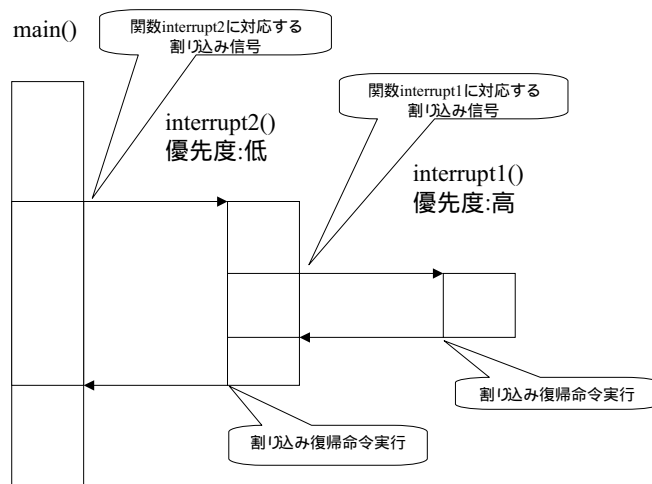 main()
関数interrupt2に対応する
割り込み信号
関数interrupt1に対応する
割り込み信号
interrupt2()
優先度:低
interrupt1()
優先度:高
割り込み復帰命令実行
割り込み復帰命令実行